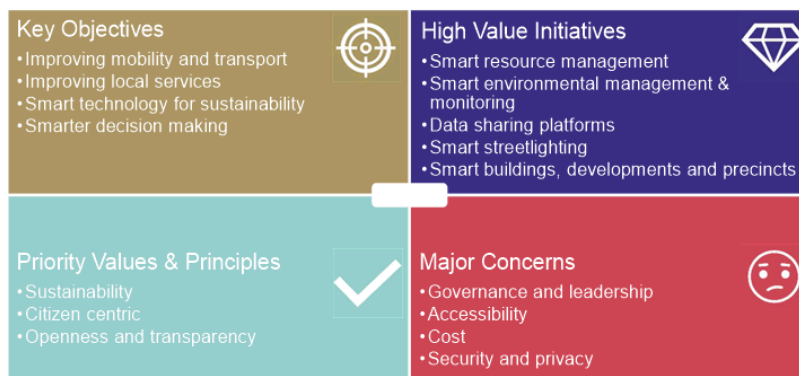 Key Objectives
•Improving mobility and transport
•Improving local services
•Smart technology for sustainability
•Smarter decision making
High Value Initiatives
•Smart resource management
•Smart environmental management &
monitoring
•Data sharing platforms
•Smart streetlighting
•Smart buildings, developments and precincts
Priority Values & Principles
•Sustainability
•Citizen centric
•Openness and transparency
Major Concerns
•Governance and leadership
•Accessibility
•Cost
•Security and privacy